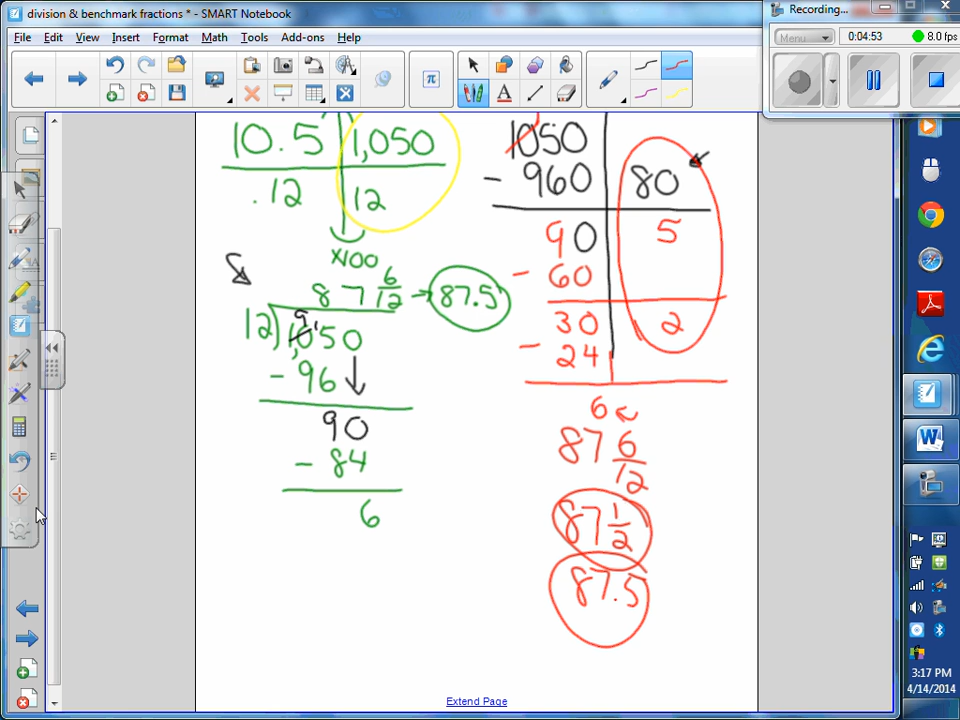 division & benchmark fractions * - SMART Notebook
Recording...
File Edit View Insert Format Math Tools Add-ons Help
Menu
0:04:53
8.0 fps
10.5 | 1,050
.12 | 12
x100
87 6/12 → 87.5
12)1,050
9 1
- 96
90
- 84
6
1050
- 960 | 80
90 | 5
- 60
30 | 2
- 24
6
87 6/12
87 1/2
87.5
Extend Page
3:17 PM
4/14/2014